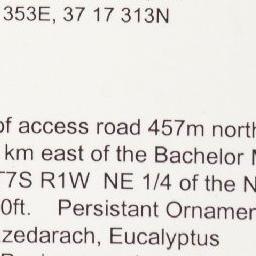 353E, 37 17 313N
of access road 457m north
km east of the Bachelor
T7S R1W NE 1/4 of the N
0ft. Persistant Ornamen
zedarach, Eucalyptus